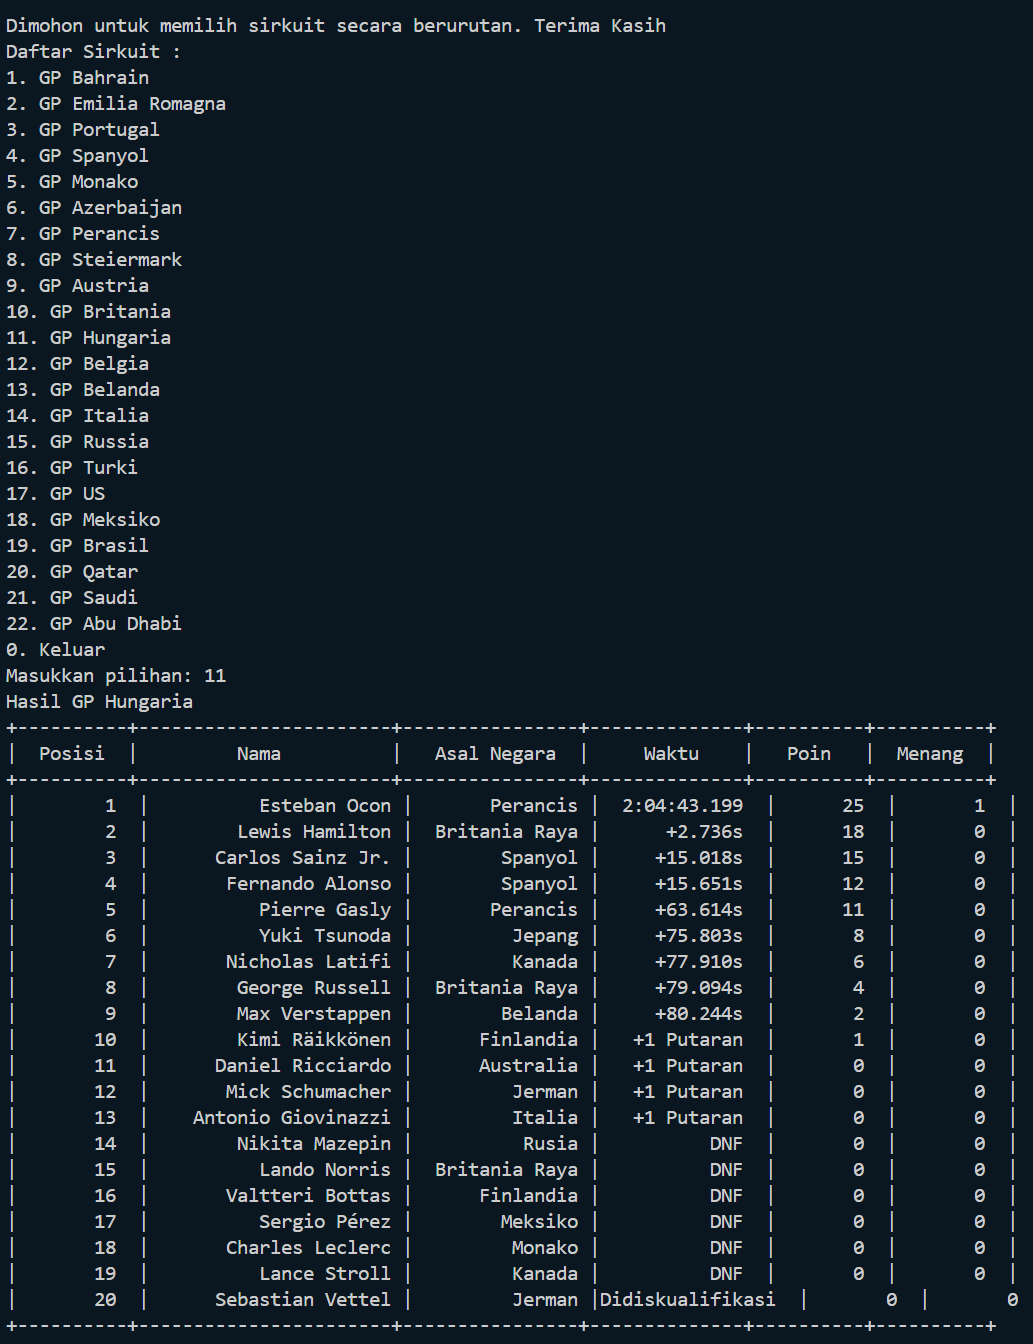 Dimohon untuk memilih sirkuit secara berurutan. Terima Kasih
Daftar Sirkuit :
1. GP Bahrain
2. GP Emilia Romagna
3. GP Portugal
4. GP Spanyol
5. GP Monako
6. GP Azerbaijan
7. GP Perancis
8. GP Steiermark
9. GP Austria
10. GP Britania
11. GP Hungaria
12. GP Belgia
13. GP Belanda
14. GP Italia
15. GP Russia
16. GP Turki
17. GP US
18. GP Meksiko
19. GP Brasil
20. GP Qatar
21. GP Saudi
22. GP Abu Dhabi
0. Keluar
Masukkan pilihan: 11
Hasil GP Hungaria
+----------+-----------------------+----------------+--------------+----------+----------+
|  Posisi  |         Nama          |   Asal Negara  |     Waktu    |   Poin   |  Menang  |
+----------+-----------------------+----------------+--------------+----------+----------+
|        1  |          Esteban Ocon |       Perancis |  2:04:43.199  |       25  |       1  |
|        2  |        Lewis Hamilton |  Britania Raya |      +2.736s  |       18  |       0  |
|        3  |      Carlos Sainz Jr. |        Spanyol |     +15.018s  |       15  |       0  |
|        4  |       Fernando Alonso |        Spanyol |     +15.651s  |       12  |       0  |
|        5  |          Pierre Gasly |       Perancis |     +63.614s  |       11  |       0  |
|        6  |          Yuki Tsunoda |         Jepang |     +75.803s  |        8  |       0  |
|        7  |       Nicholas Latifi |         Kanada |     +77.910s  |        6  |       0  |
|        8  |        George Russell |  Britania Raya |     +79.094s  |        4  |       0  |
|        9  |        Max Verstappen |        Belanda |     +80.244s  |        2  |       0  |
|       10  |        Kimi Räikkönen |      Finlandia |   +1 Putaran  |        1  |       0  |
|       11  |      Daniel Ricciardo |      Australia |   +1 Putaran  |        0  |       0  |
|       12  |       Mick Schumacher |         Jerman |   +1 Putaran  |        0  |       0  |
|       13  |    Antonio Giovinazzi |         Italia |   +1 Putaran  |        0  |       0  |
|       14  |        Nikita Mazepin |          Rusia |          DNF  |        0  |       0  |
|       15  |          Lando Norris |  Britania Raya |          DNF  |        0  |       0  |
|       16  |       Valtteri Bottas |      Finlandia |          DNF  |        0  |       0  |
|       17  |          Sergio Pérez |        Meksiko |          DNF  |        0  |       0  |
|       18  |       Charles Leclerc |         Monako |          DNF  |        0  |       0  |
|       19  |          Lance Stroll |         Kanada |          DNF  |        0  |       0  |
|       20  |      Sebastian Vettel |         Jerman |Didiskualifikasi  |       0  |       0
+----------+-----------------------+----------------+--------------+----------+----------+